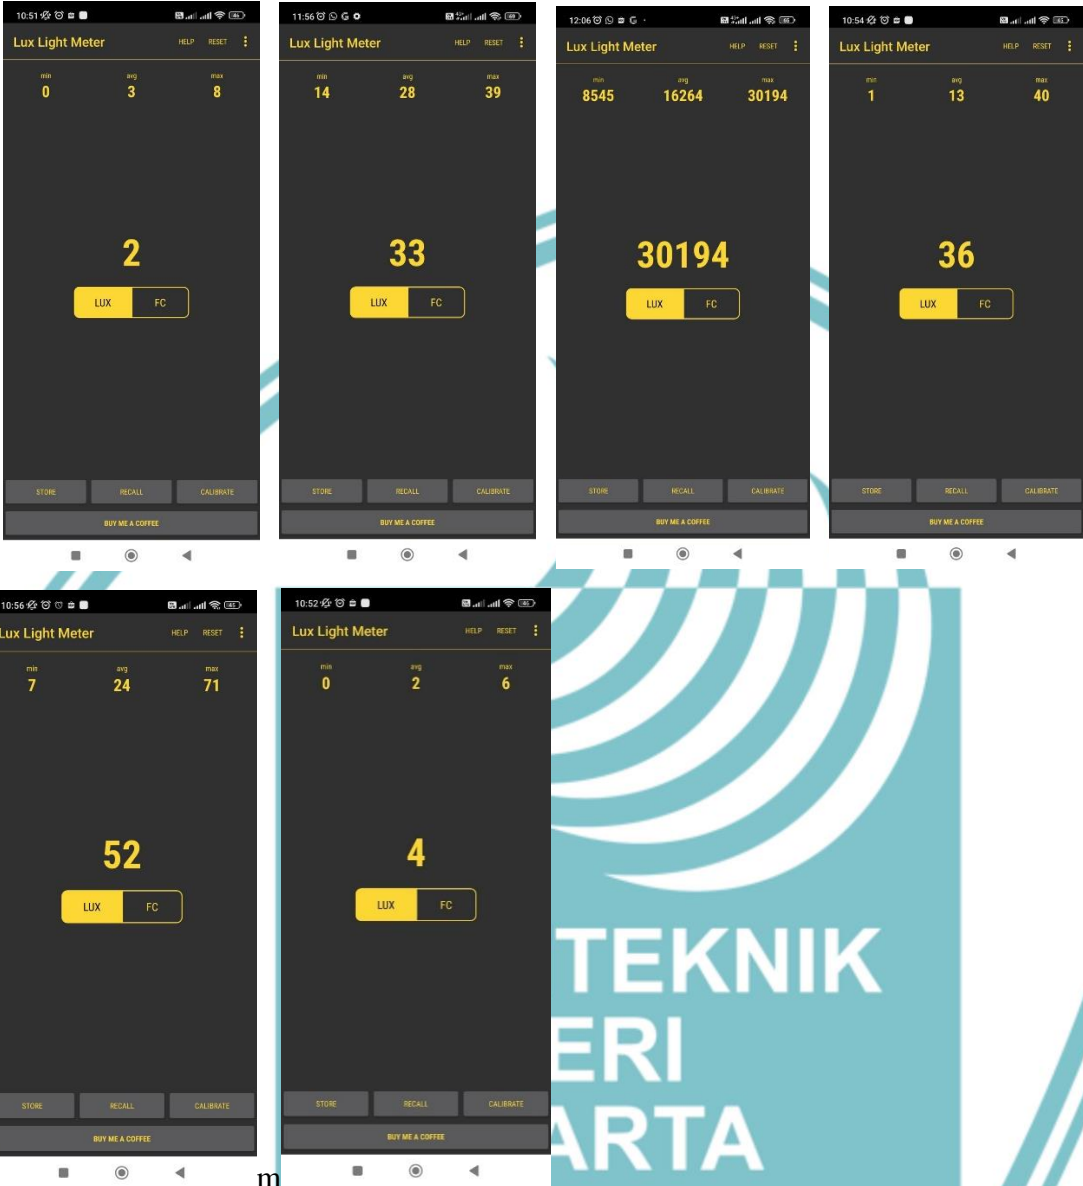 10:51
Lux Light Meter HELP RESET
min avg max
0 3 8
2
LUX FC
STORE RECALL CALIBRATE
BUY ME A COFFEE
11:56 G
Lux Light Meter HELP RESET
min avg max
14 28 39
33
LUX FC
STORE RECALL CALIBRATE
BUY ME A COFFEE
12:06 G
Lux Light Meter HELP RESET
min avg max
8545 16264 30194
30194
LUX FC
STORE RECALL CALIBRATE
BUY ME A COFFEE
10:54
Lux Light Meter HELP RESET
min avg max
1 13 40
36
LUX FC
STORE RECALL CALIBRATE
BUY ME A COFFEE
10:56
Lux Light Meter HELP RESET
min avg max
7 24 71
52
LUX FC
STORE RECALL CALIBRATE
BUY ME A COFFEE
m
10:52
Lux Light Meter HELP RESET
min avg max
0 2 6
4
LUX FC
STORE RECALL CALIBRATE
BUY ME A COFFEE
TEKNIK
ERI
ARTA